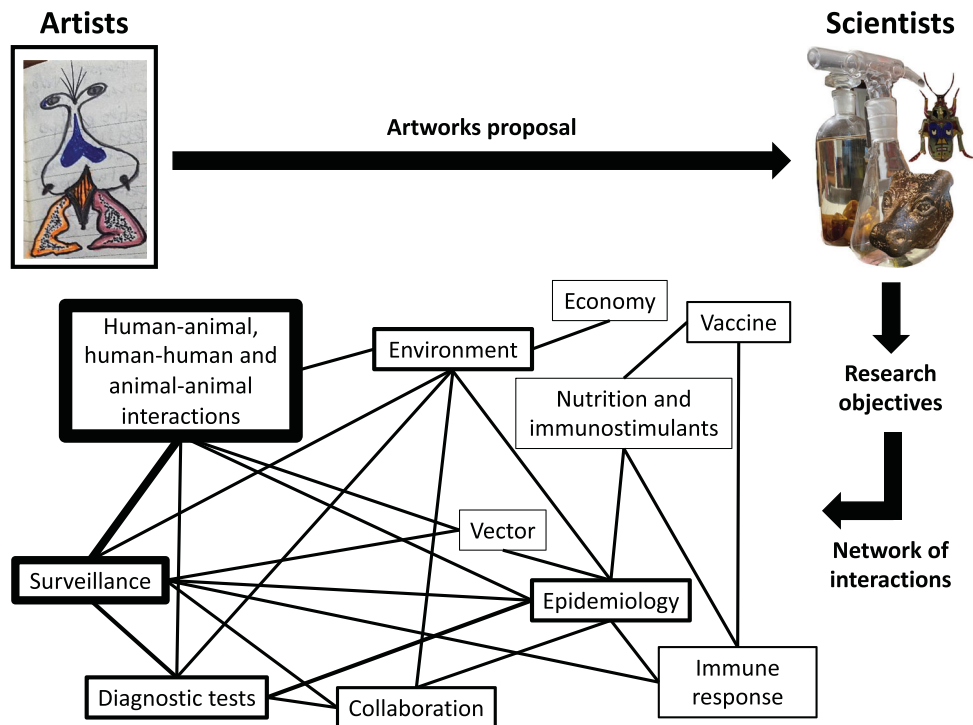 Artists
Scientists
Artworks proposal
Research
objectives
Network of
interactions
Human-animal,
human-human and
animal-animal
interactions
Environment
Economy
Vaccine
Nutrition and
immunostimulants
Vector
Surveillance
Epidemiology
Diagnostic tests
Collaboration
Immune
response